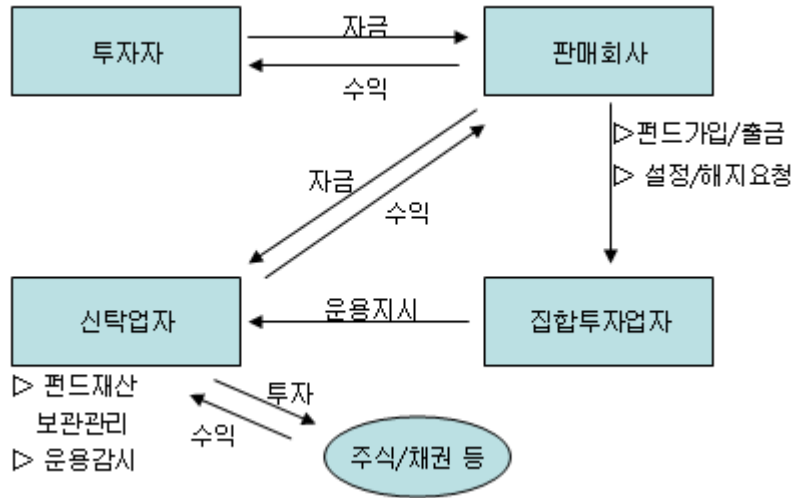 자금
투자자
판매회사
수익
▷펀드가입/출금
▷ 설정/해지요청
자금
수익
신탁업자
운용지시
집합투자업자
▷ 펀드재산
보관관리
▷ 운용감시
투자
수익
주식/채권 등